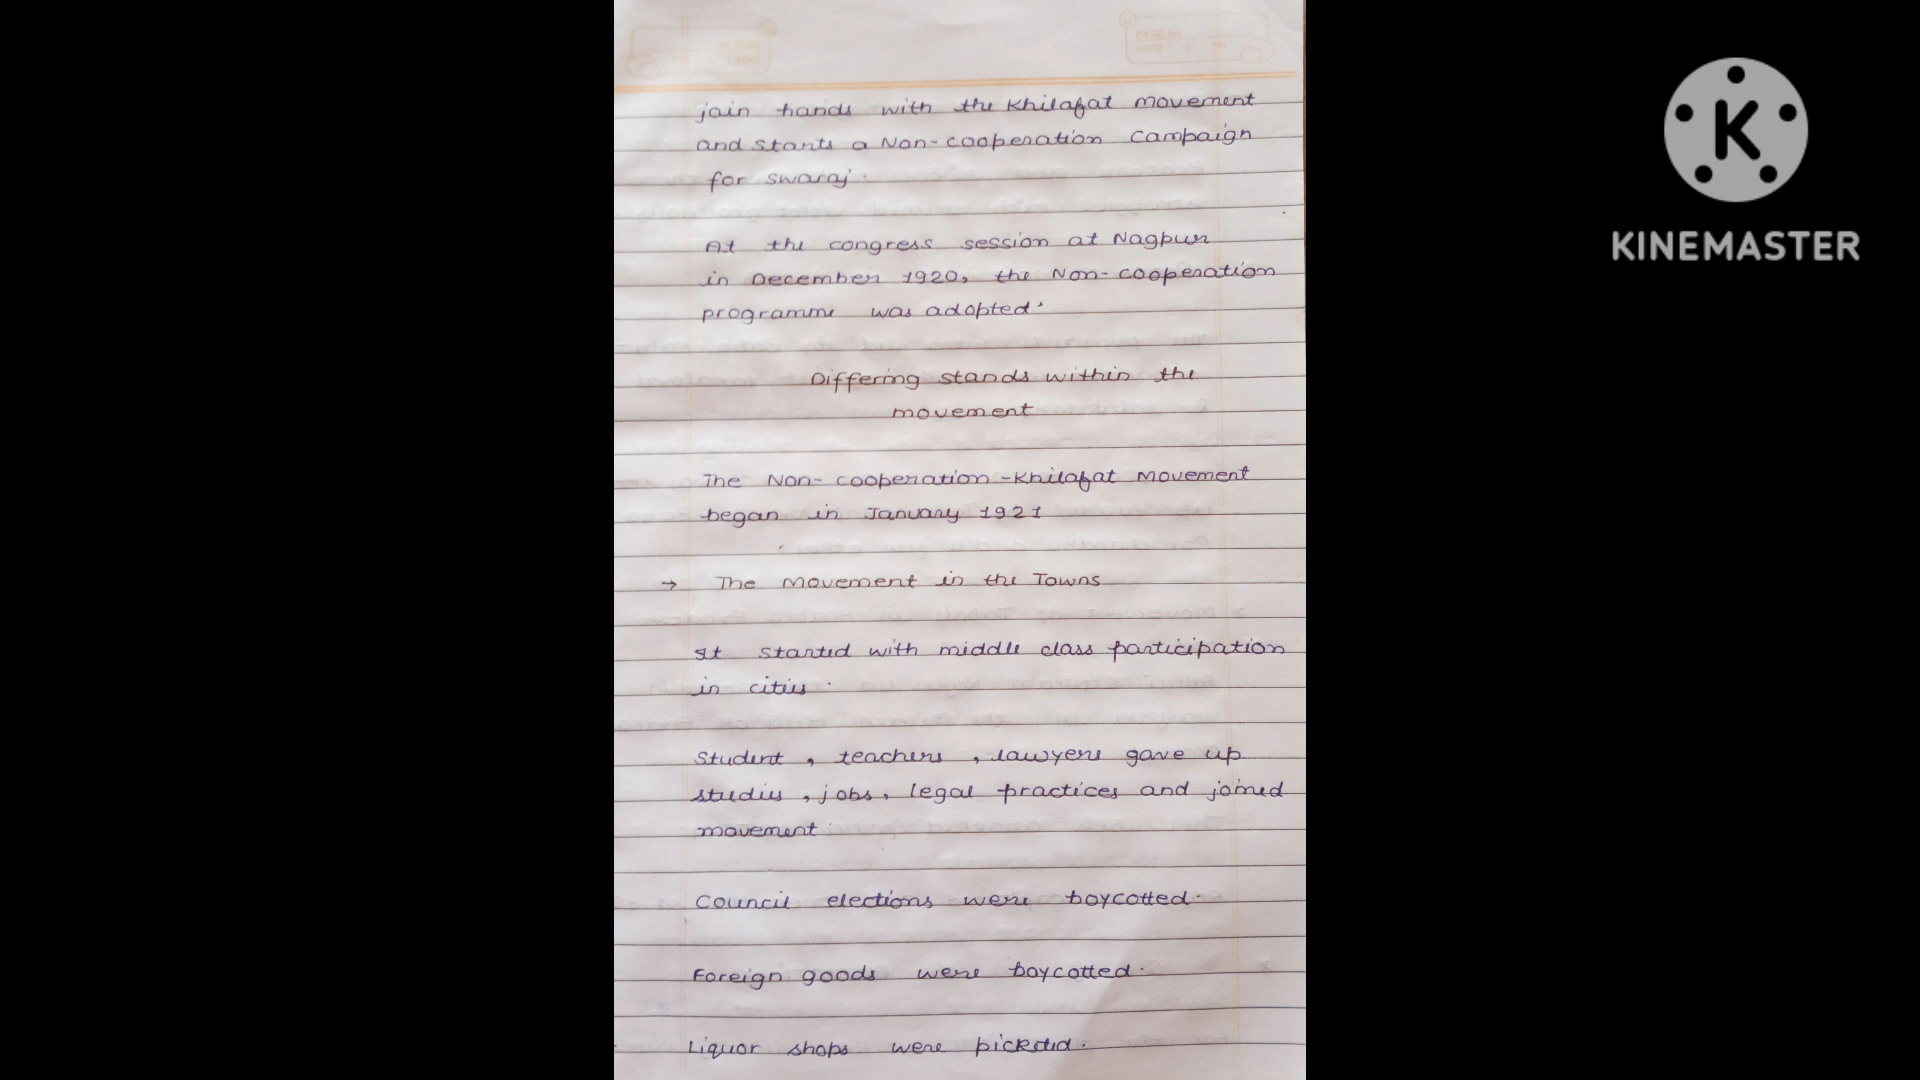 jain hands with the Khilafat movement
and starts a Non-cooperation campaign
for swaraj.
At the congress session at Nagpur
in December 1920, the Non-cooperation
programme was adopted.
Differing stands within the
movement
The Non-cooperation-Khilafat Movement
began in January 1921
→ The Movement in the Towns
It started with middle class participation
in cities.
Student, teachers, lawyers gave up
studies, jobs, legal practices and joined
movement
Council elections were boycotted.
Foreign goods were boycotted.
Liquor shops were picketed.
PAGE NO
DATE
KINEMASTER